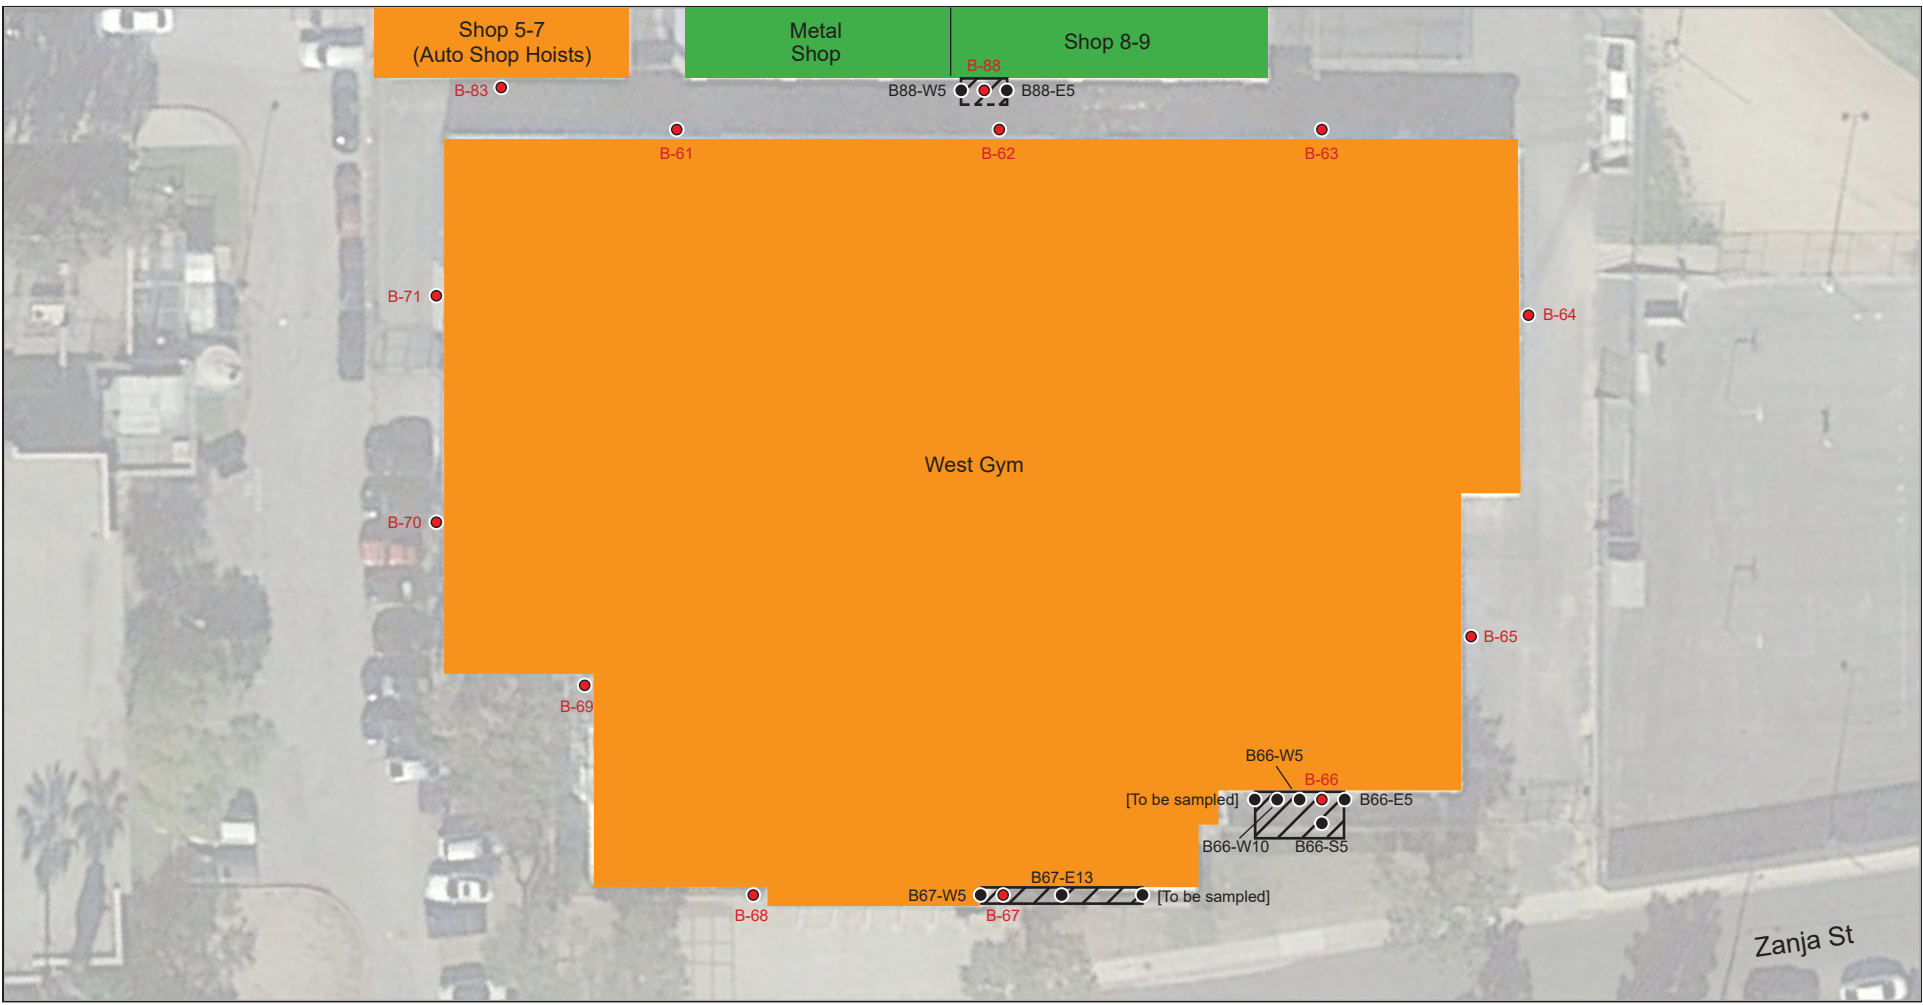 Shop 5-7
(Auto Shop Hoists)
Metal
Shop
Shop 8-9
B-88
B-83
B88-W5
B88-E5
B-61
B-62
B-63
B-71
B-64
West Gym
B-70
B-65
B-69
B66-W5
B-66
[To be sampled]
B66-E5
B66-W10
B66-S5
B67-E13
B67-W5
[To be sampled]
B-68
B-67
Zanja St